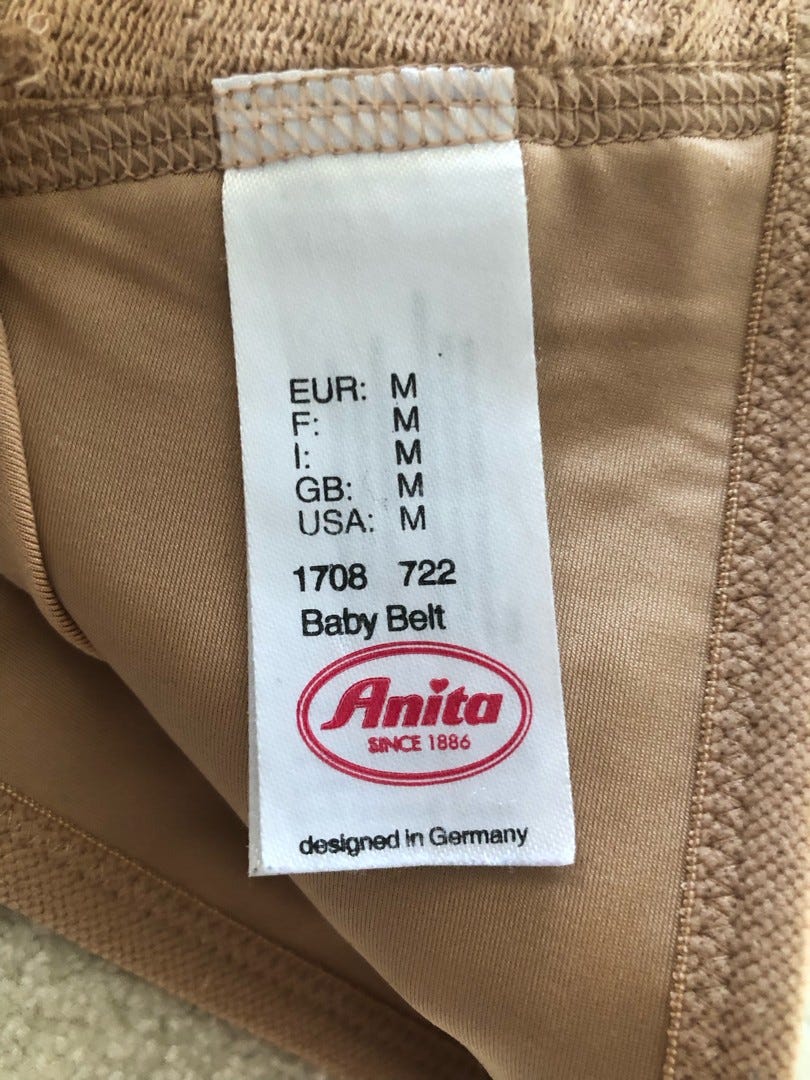 EUR: M
F: M
I: M
GB: M
USA: M
1708 722
Baby Belt
Anita
SINCE 1886
designed in Germany